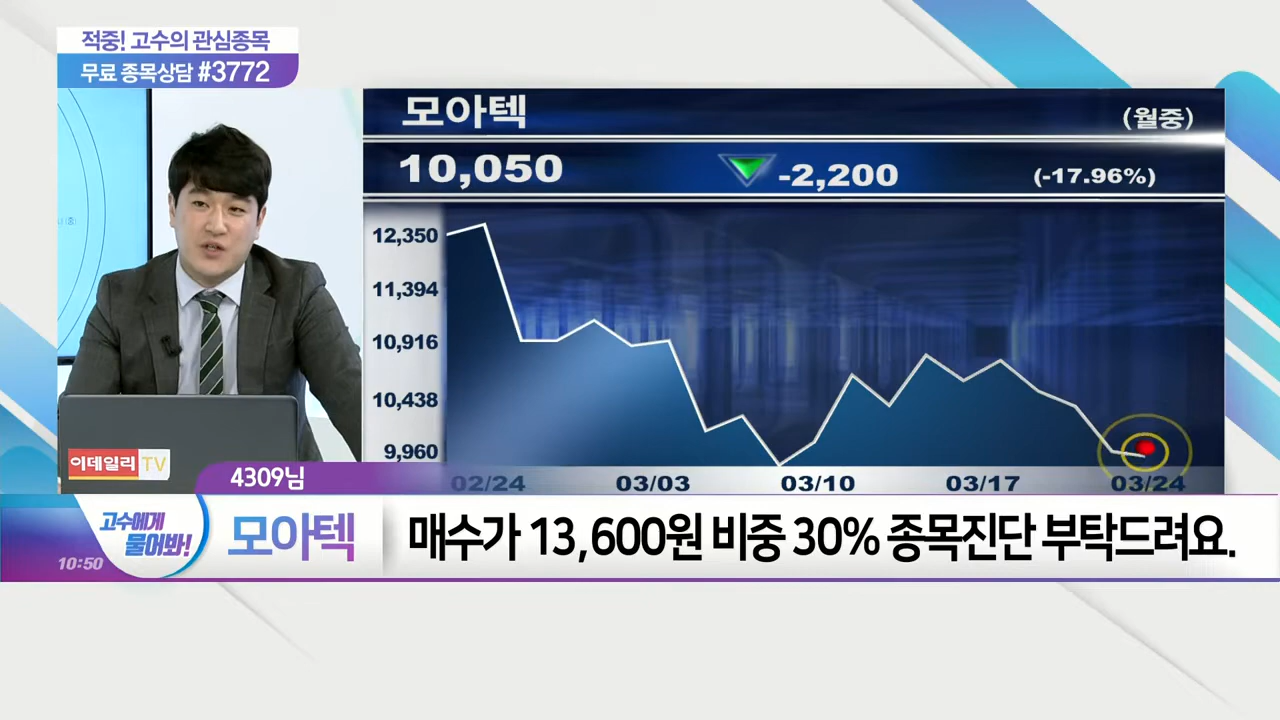 적중! 고수의 관심종목
무료 종목상담 #3772
모아텍
(월중)
10,050
-2,200
(-17.96%)
12,350
11,394
10,916
10,438
9,960
02/24
03/03
03/10
03/17
03/24
이데일리TV
4309님
고수에게
물어봐!
10:50
모아텍
매수가 13,600원 비중 30% 종목진단 부탁드려요.